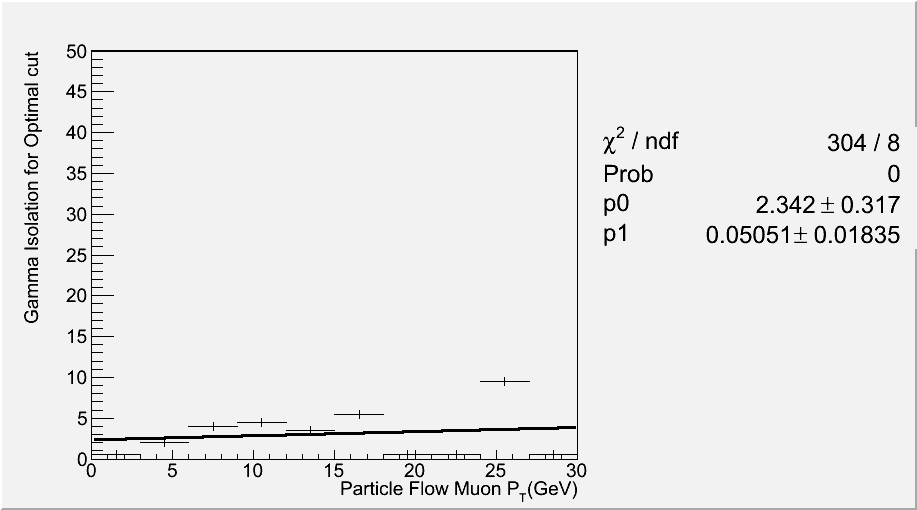 Gamma Isolation for Optimal cut
50
45
40
35
30
25
20
15
10
5
0
0 5 10 15 20 25 30
Particle Flow Muon P_T(GeV)
χ² / ndf 304 / 8
Prob 0
p0 2.342 ± 0.317
p1 0.05051 ± 0.01835